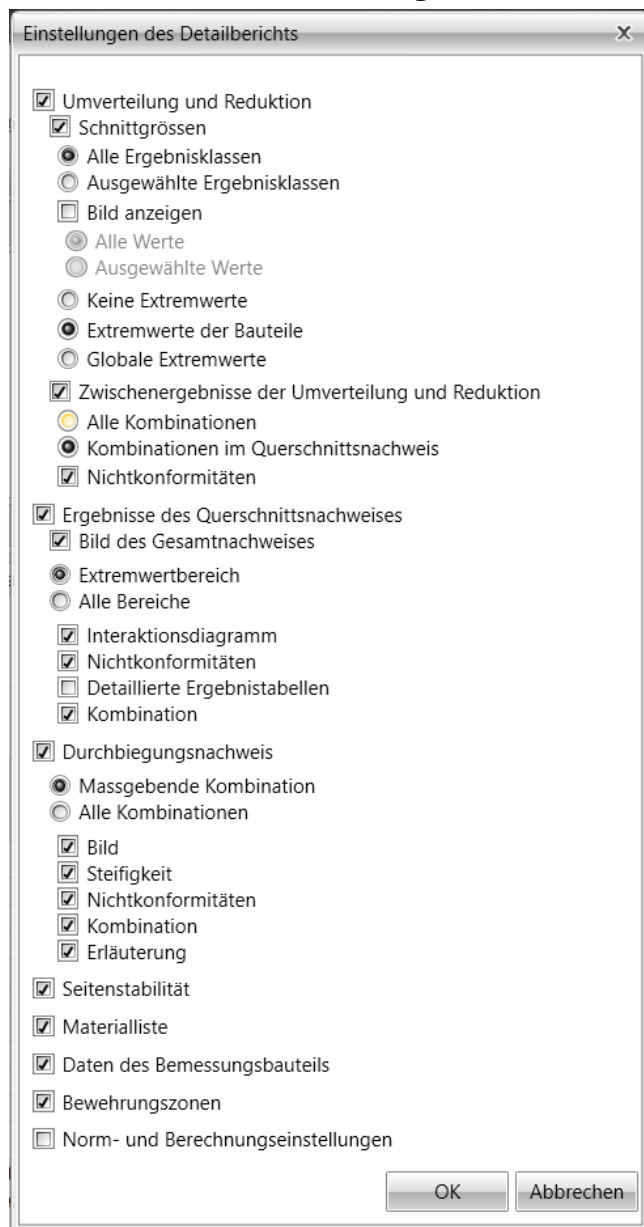 Einstellungen des Detailberichts
Umverteilung und Reduktion
Schnittgrössen
Alle Ergebnisklassen
Ausgewählte Ergebnisklassen
Bild anzeigen
Alle Werte
Ausgewählte Werte
Keine Extremwerte
Extremwerte der Bauteile
Globale Extremwerte
Zwischenergebnisse der Umverteilung und Reduktion
Alle Kombinationen
Kombinationen im Querschnittsnachweis
Nichtkonformitäten
Ergebnisse des Querschnittsnachweises
Bild des Gesamtnachweises
Extremwertbereich
Alle Bereiche
Interaktionsdiagramm
Nichtkonformitäten
Detaillierte Ergebnistabellen
Kombination
Durchbiegungsnachweis
Massgebende Kombination
Alle Kombinationen
Bild
Steifigkeit
Nichtkonformitäten
Kombination
Erläuterung
Seitenstabilität
Materialliste
Daten des Bemessungsbauteils
Bewehrungszonen
Norm- und Berechnungseinstellungen
OK Abbrechen